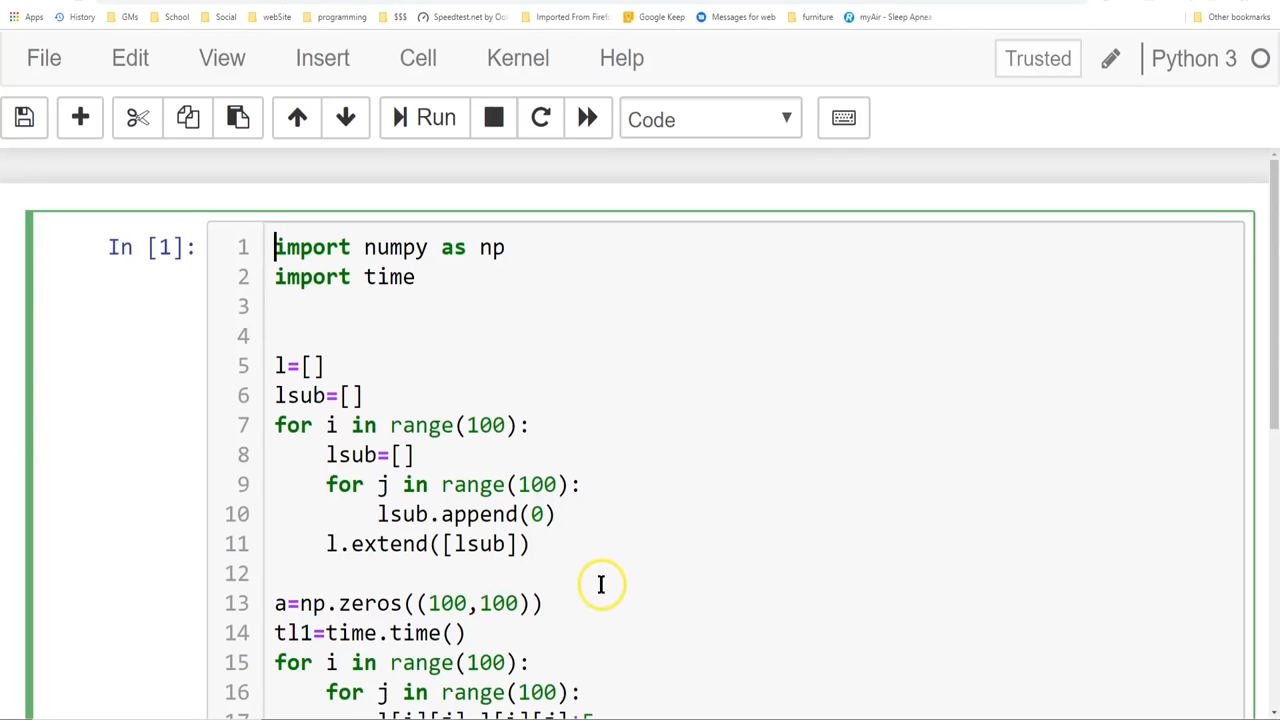 Apps History GMs School Social webSite programming $$$ Speedtest.net by Ool Imported From Firef Google Keep Messages for web furniture myAir - Sleep Apnea Other bookmarks
File Edit View Insert Cell Kernel Help Trusted Python 3
Run Code
In [1]:
1 import numpy as np
2 import time
3
4
5 l=[]
6 lsub=[]
7 for i in range(100):
8 lsub=[]
9 for j in range(100):
10 lsub.append(0)
11 l.extend([lsub])
12
13 a=np.zeros((100,100))
14 tl1=time.time()
15 for i in range(100):
16 for j in range(100):